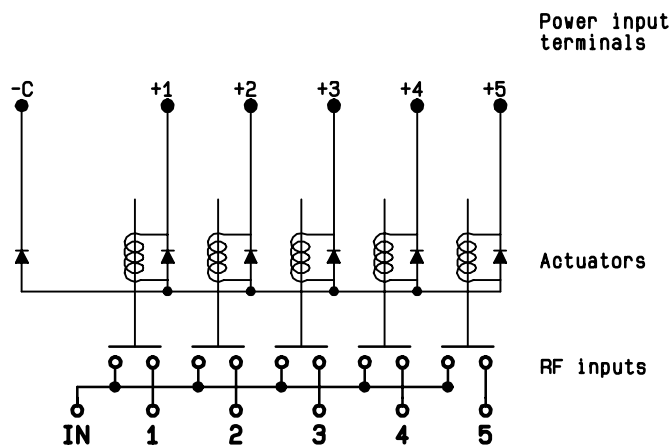 Power input
terminals
-C +1 +2 +3 +4 +5
Actuators
RF inputs
IN 1 2 3 4 5